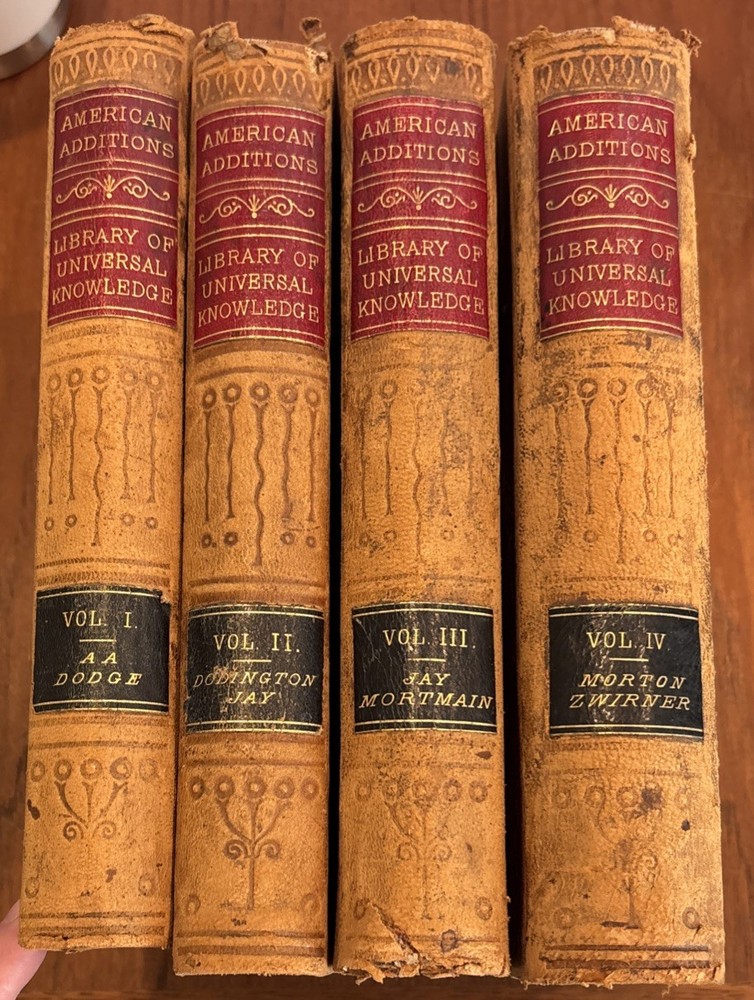 AMERICAN
ADDITIONS
LIBRARY OF
UNIVERSAL
KNOWLEDGE
VOL. I.
AA
DODGE
AMERICAN
ADDITIONS
LIBRARY OF
UNIVERSAL
KNOWLEDGE
VOL II.
DODINGTON
JAY
AMERICAN
ADDITIONS
LIBRARY OF
UNIVERSAL
KNOWLEDGE
VOL. III.
JAY
MORTMAIN
AMERICAN
ADDITIONS
LIBRARY OF
UNIVERSAL
KNOWLEDGE
VOL. IV
MORTON
ZWIRNER